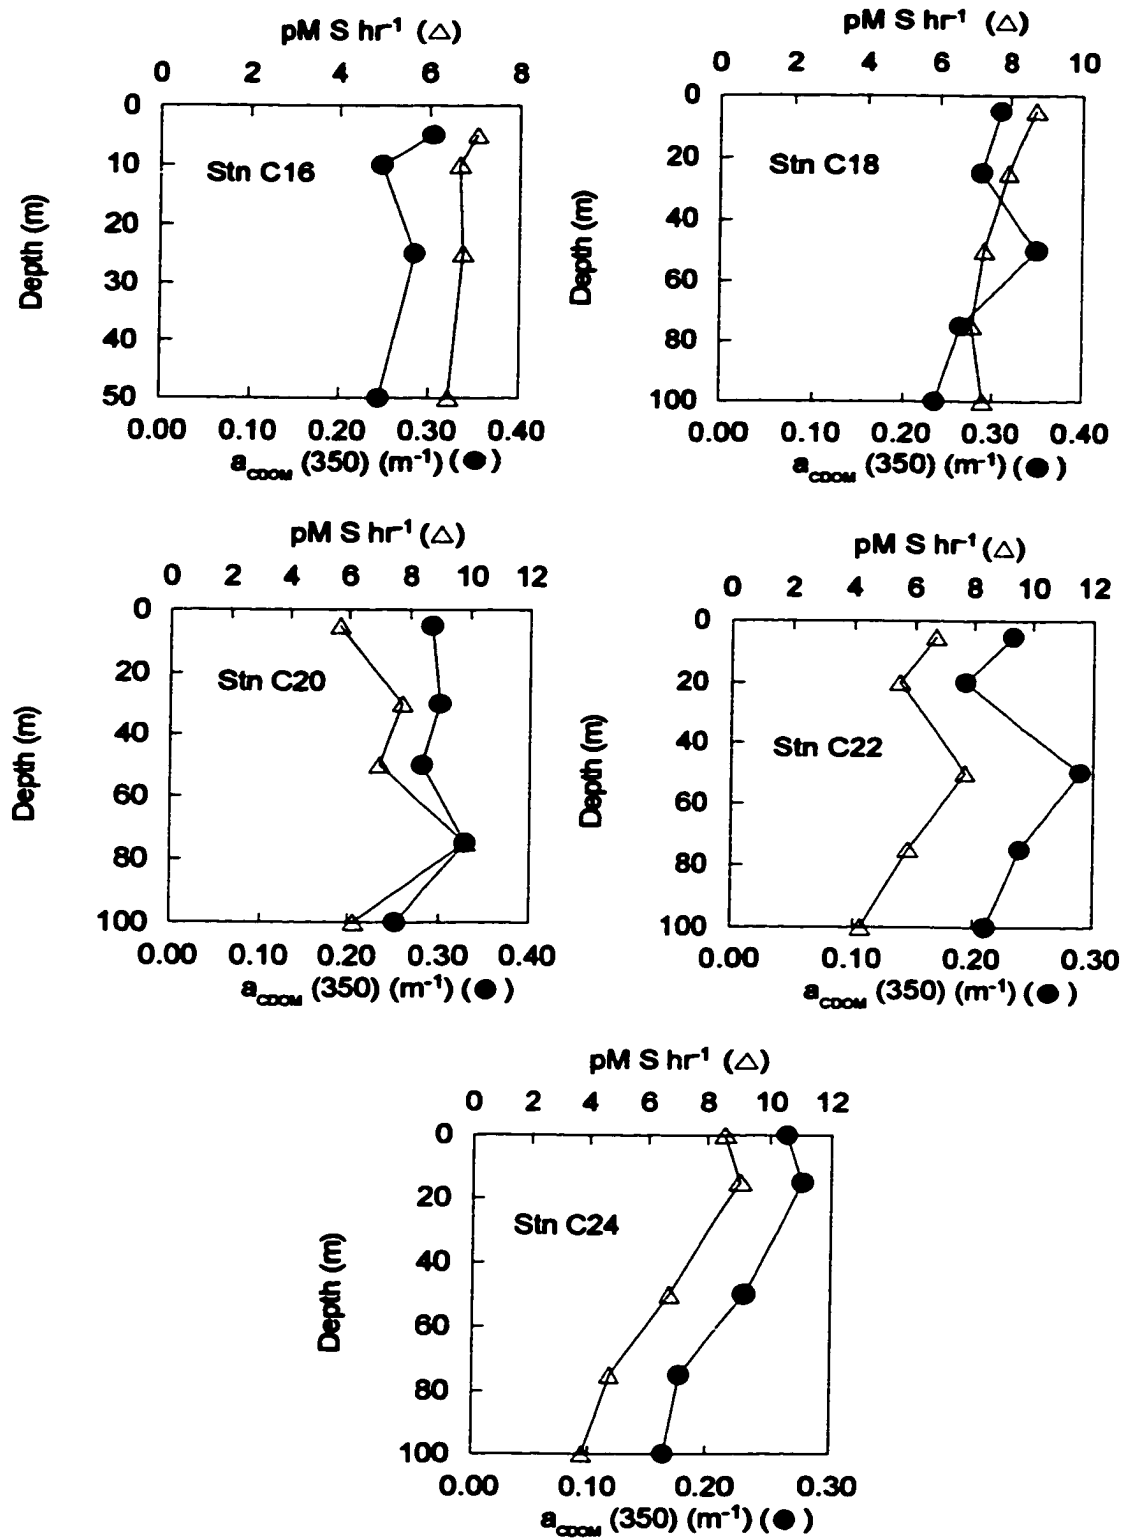 pM S hr⁻¹ (△)
0 2 4 6 8
0
10
20
30
40
50
Depth (m)
Stn C16
0.00 0.10 0.20 0.30 0.40
a_CDOM (350) (m⁻¹) (●)
pM S hr⁻¹ (△)
0 2 4 6 8 10
0
20
40
60
80
100
Depth (m)
Stn C18
0.00 0.10 0.20 0.30 0.40
a_CDOM (350) (m⁻¹) (●)
pM S hr⁻¹ (△)
0 2 4 6 8 10 12
0
20
40
60
80
100
Depth (m)
Stn C20
0.00 0.10 0.20 0.30 0.40
a_CDOM (350) (m⁻¹) (●)
pM S hr⁻¹ (△)
0 2 4 6 8 10 12
0
20
40
60
80
100
Depth (m)
Stn C22
0.00 0.10 0.20 0.30
a_CDOM (350) (m⁻¹) (●)
pM S hr⁻¹ (△)
0 2 4 6 8 10 12
0
20
40
60
80
100
Depth (m)
Stn C24
0.00 0.10 0.20 0.30
a_CDOM (350) (m⁻¹) (●)